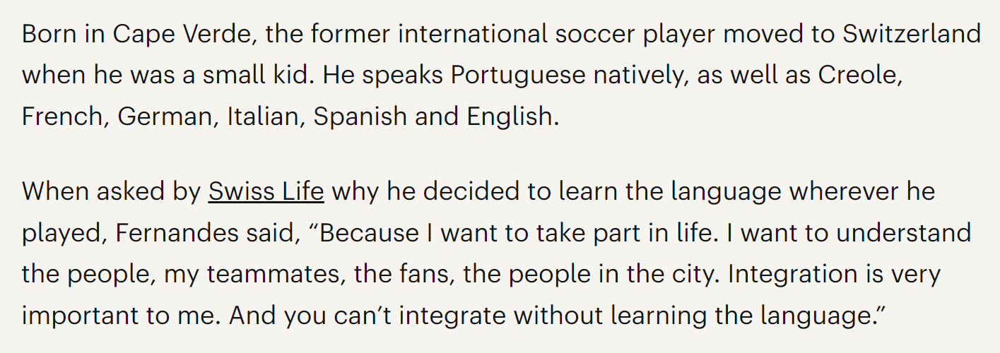 Born in Cape Verde, the former international soccer player moved to Switzerland
when he was a small kid. He speaks Portuguese natively, as well as Creole,
French, German, Italian, Spanish and English.
When asked by Swiss Life why he decided to learn the language wherever he
played, Fernandes said, “Because I want to take part in life. I want to understand
the people, my teammates, the fans, the people in the city. Integration is very
important to me. And you can’t integrate without learning the language.”